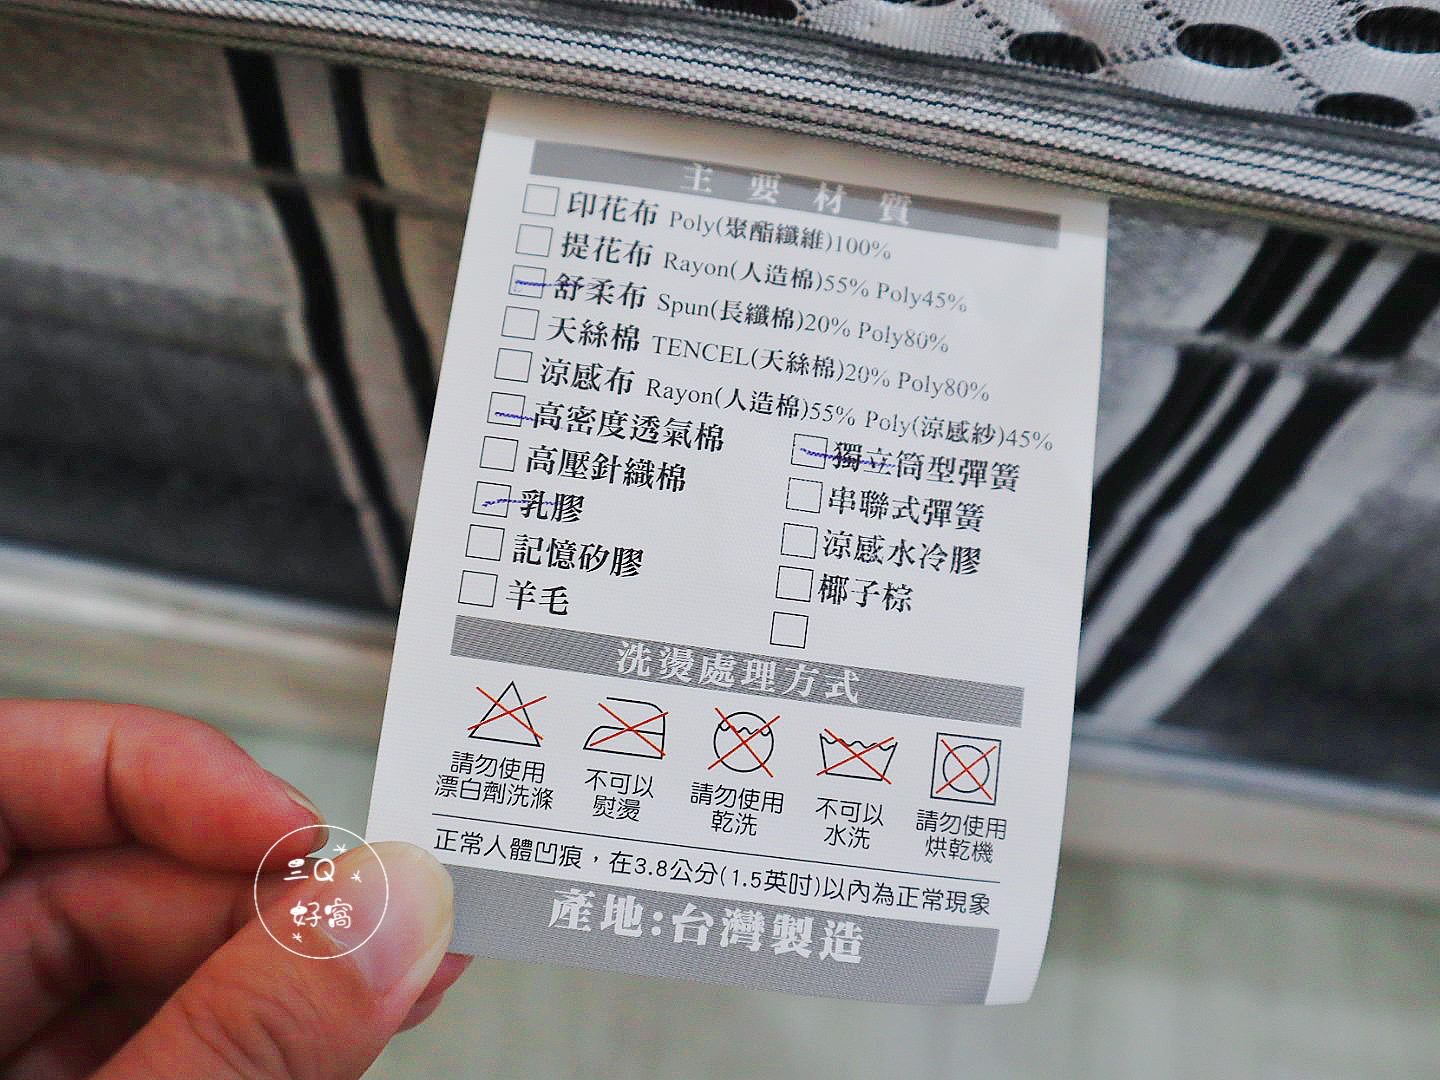 主要材質
印花布 Poly(聚酯纖維)100%
提花布 Rayon(人造棉)55% Poly45%
舒柔布 Spun(長纖棉)20% Poly80%
天絲棉 TENCEL(天絲棉)20% Poly80%
涼感布 Rayon(人造棉)55% Poly(涼感紗)45%
高密度透氣棉
獨立筒型彈簧
高壓針織棉
串聯式彈簧
乳膠
涼感水冷膠
記憶矽膠
椰子棕
羊毛
洗燙處理方式
請勿使用
漂白劑洗滌
不可以
熨燙
請勿使用
乾洗
不可以
水洗
請勿使用
烘乾機
正常人體凹痕，在3.8公分(1.5英吋)以內為正常現象
產地:台灣製造
三Q
好窩